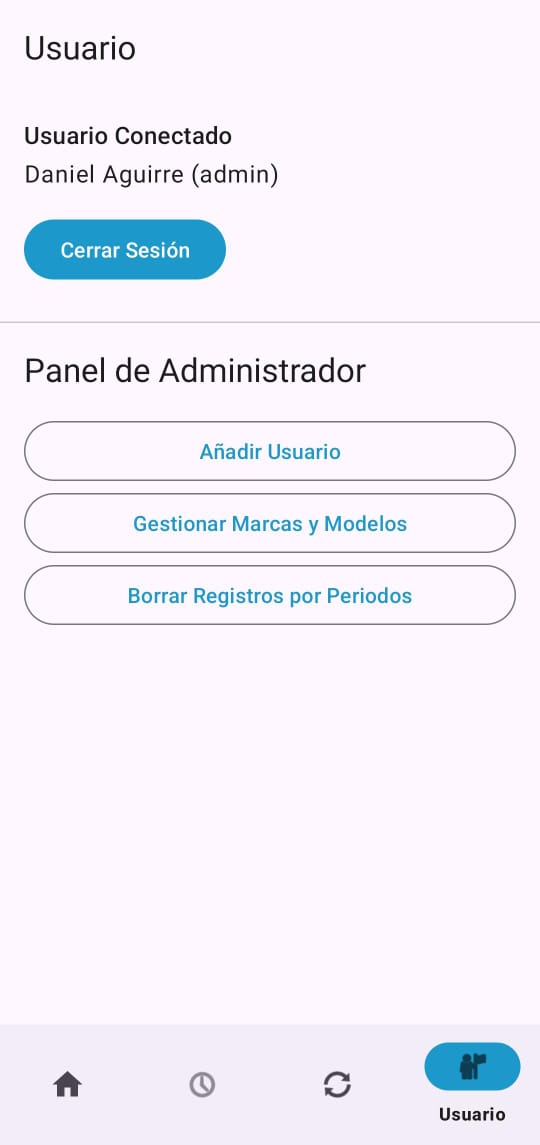 Usuario
Usuario Conectado
Daniel Aguirre (admin)
Cerrar Sesión
Panel de Administrador
Añadir Usuario
Gestionar Marcas y Modelos
Borrar Registros por Periodos
Usuario